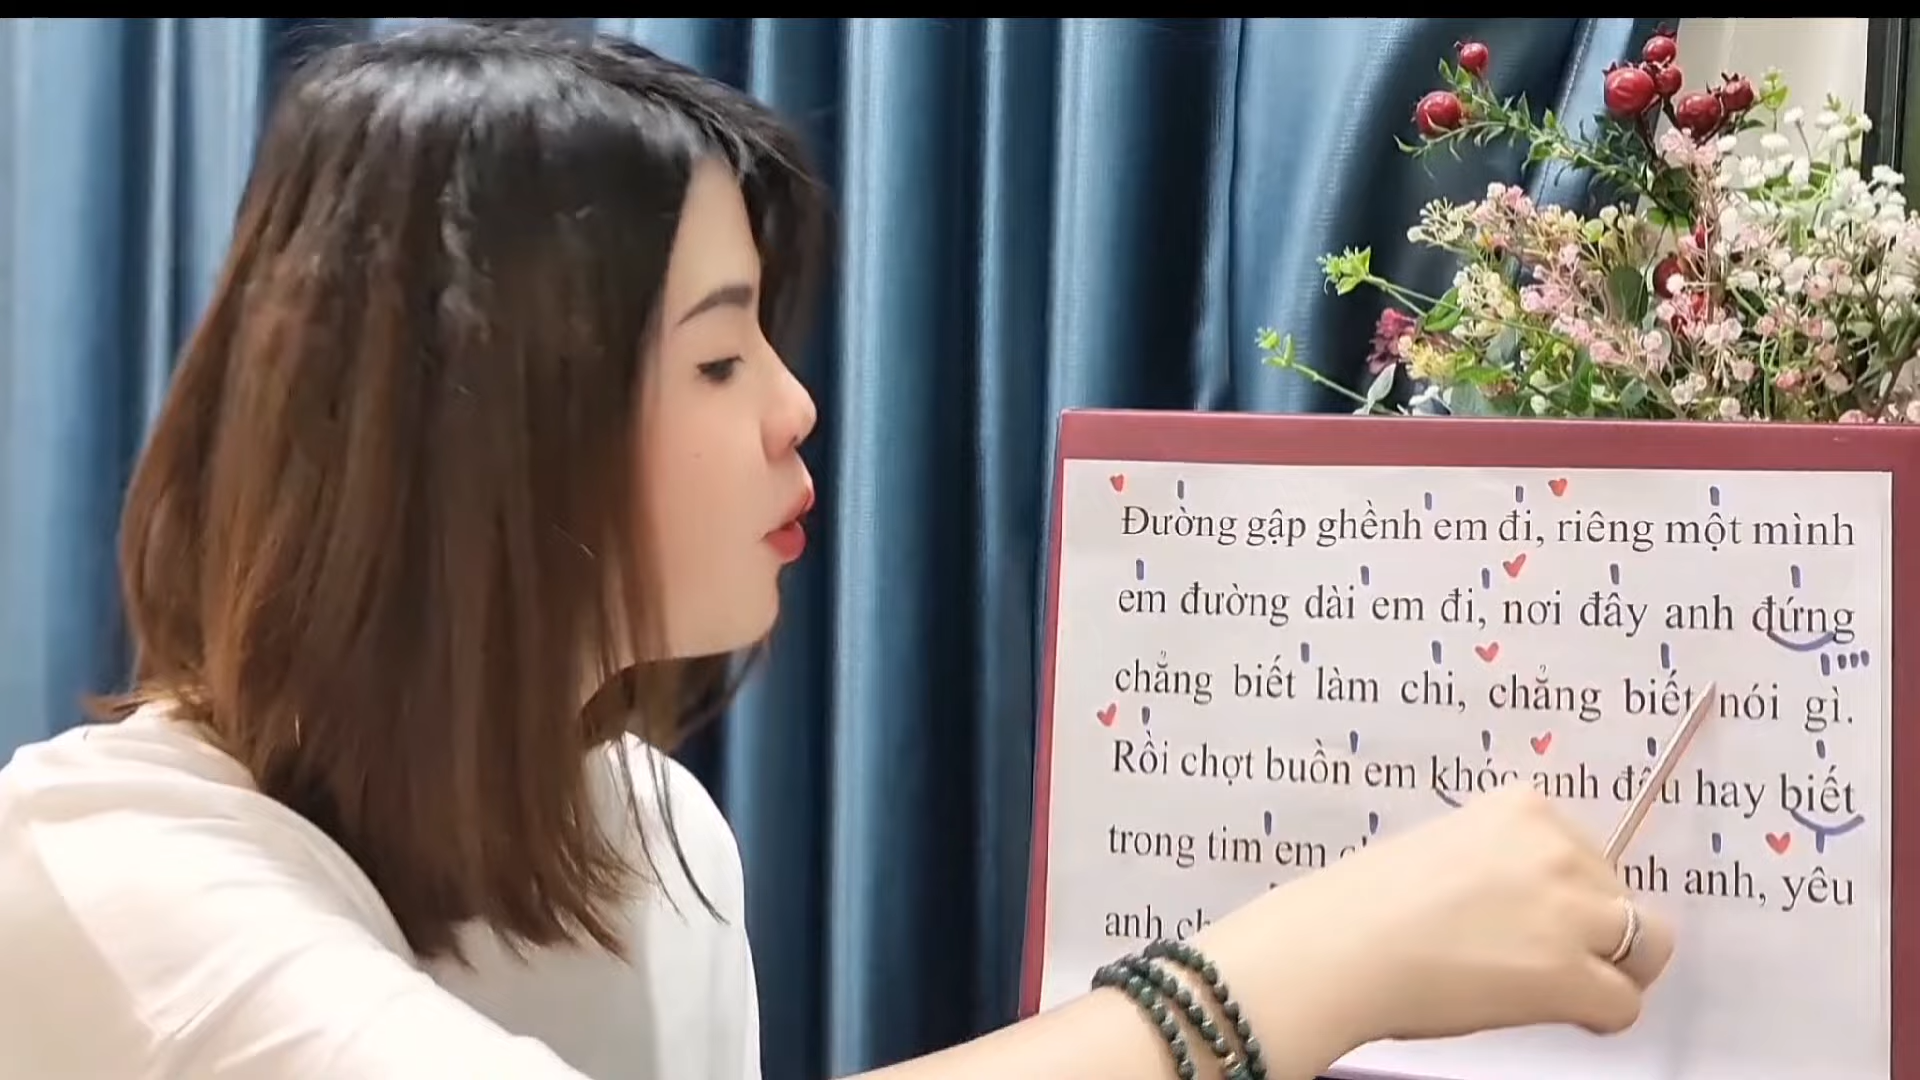 Đường gập ghềnh em đi, riêng một mình
em đường dài em đi, nơi đây anh đứng
chẳng biết làm chi, chẳng biết nói gì.
Rồi chợt buồn em khóc anh đâu hay biết
trong tim em anh, yêu
anh